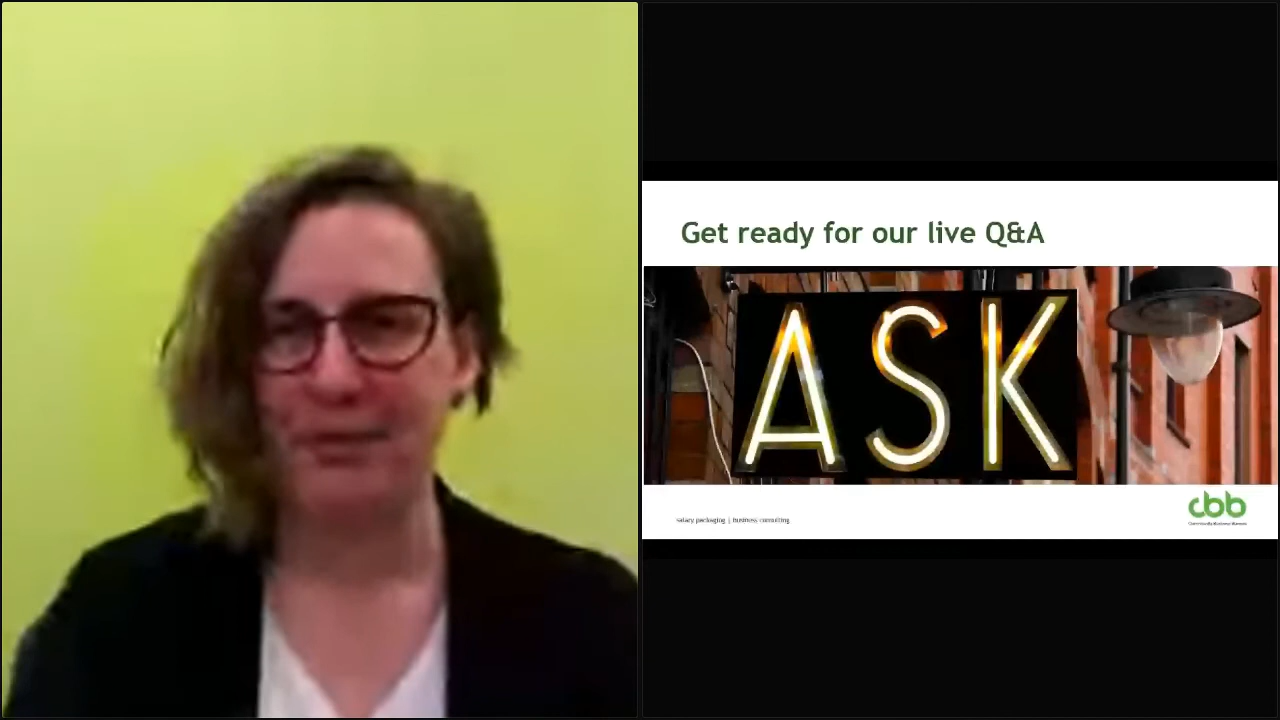 Get ready for our live Q&A
ASK
salary packaging | business consulting
cbb